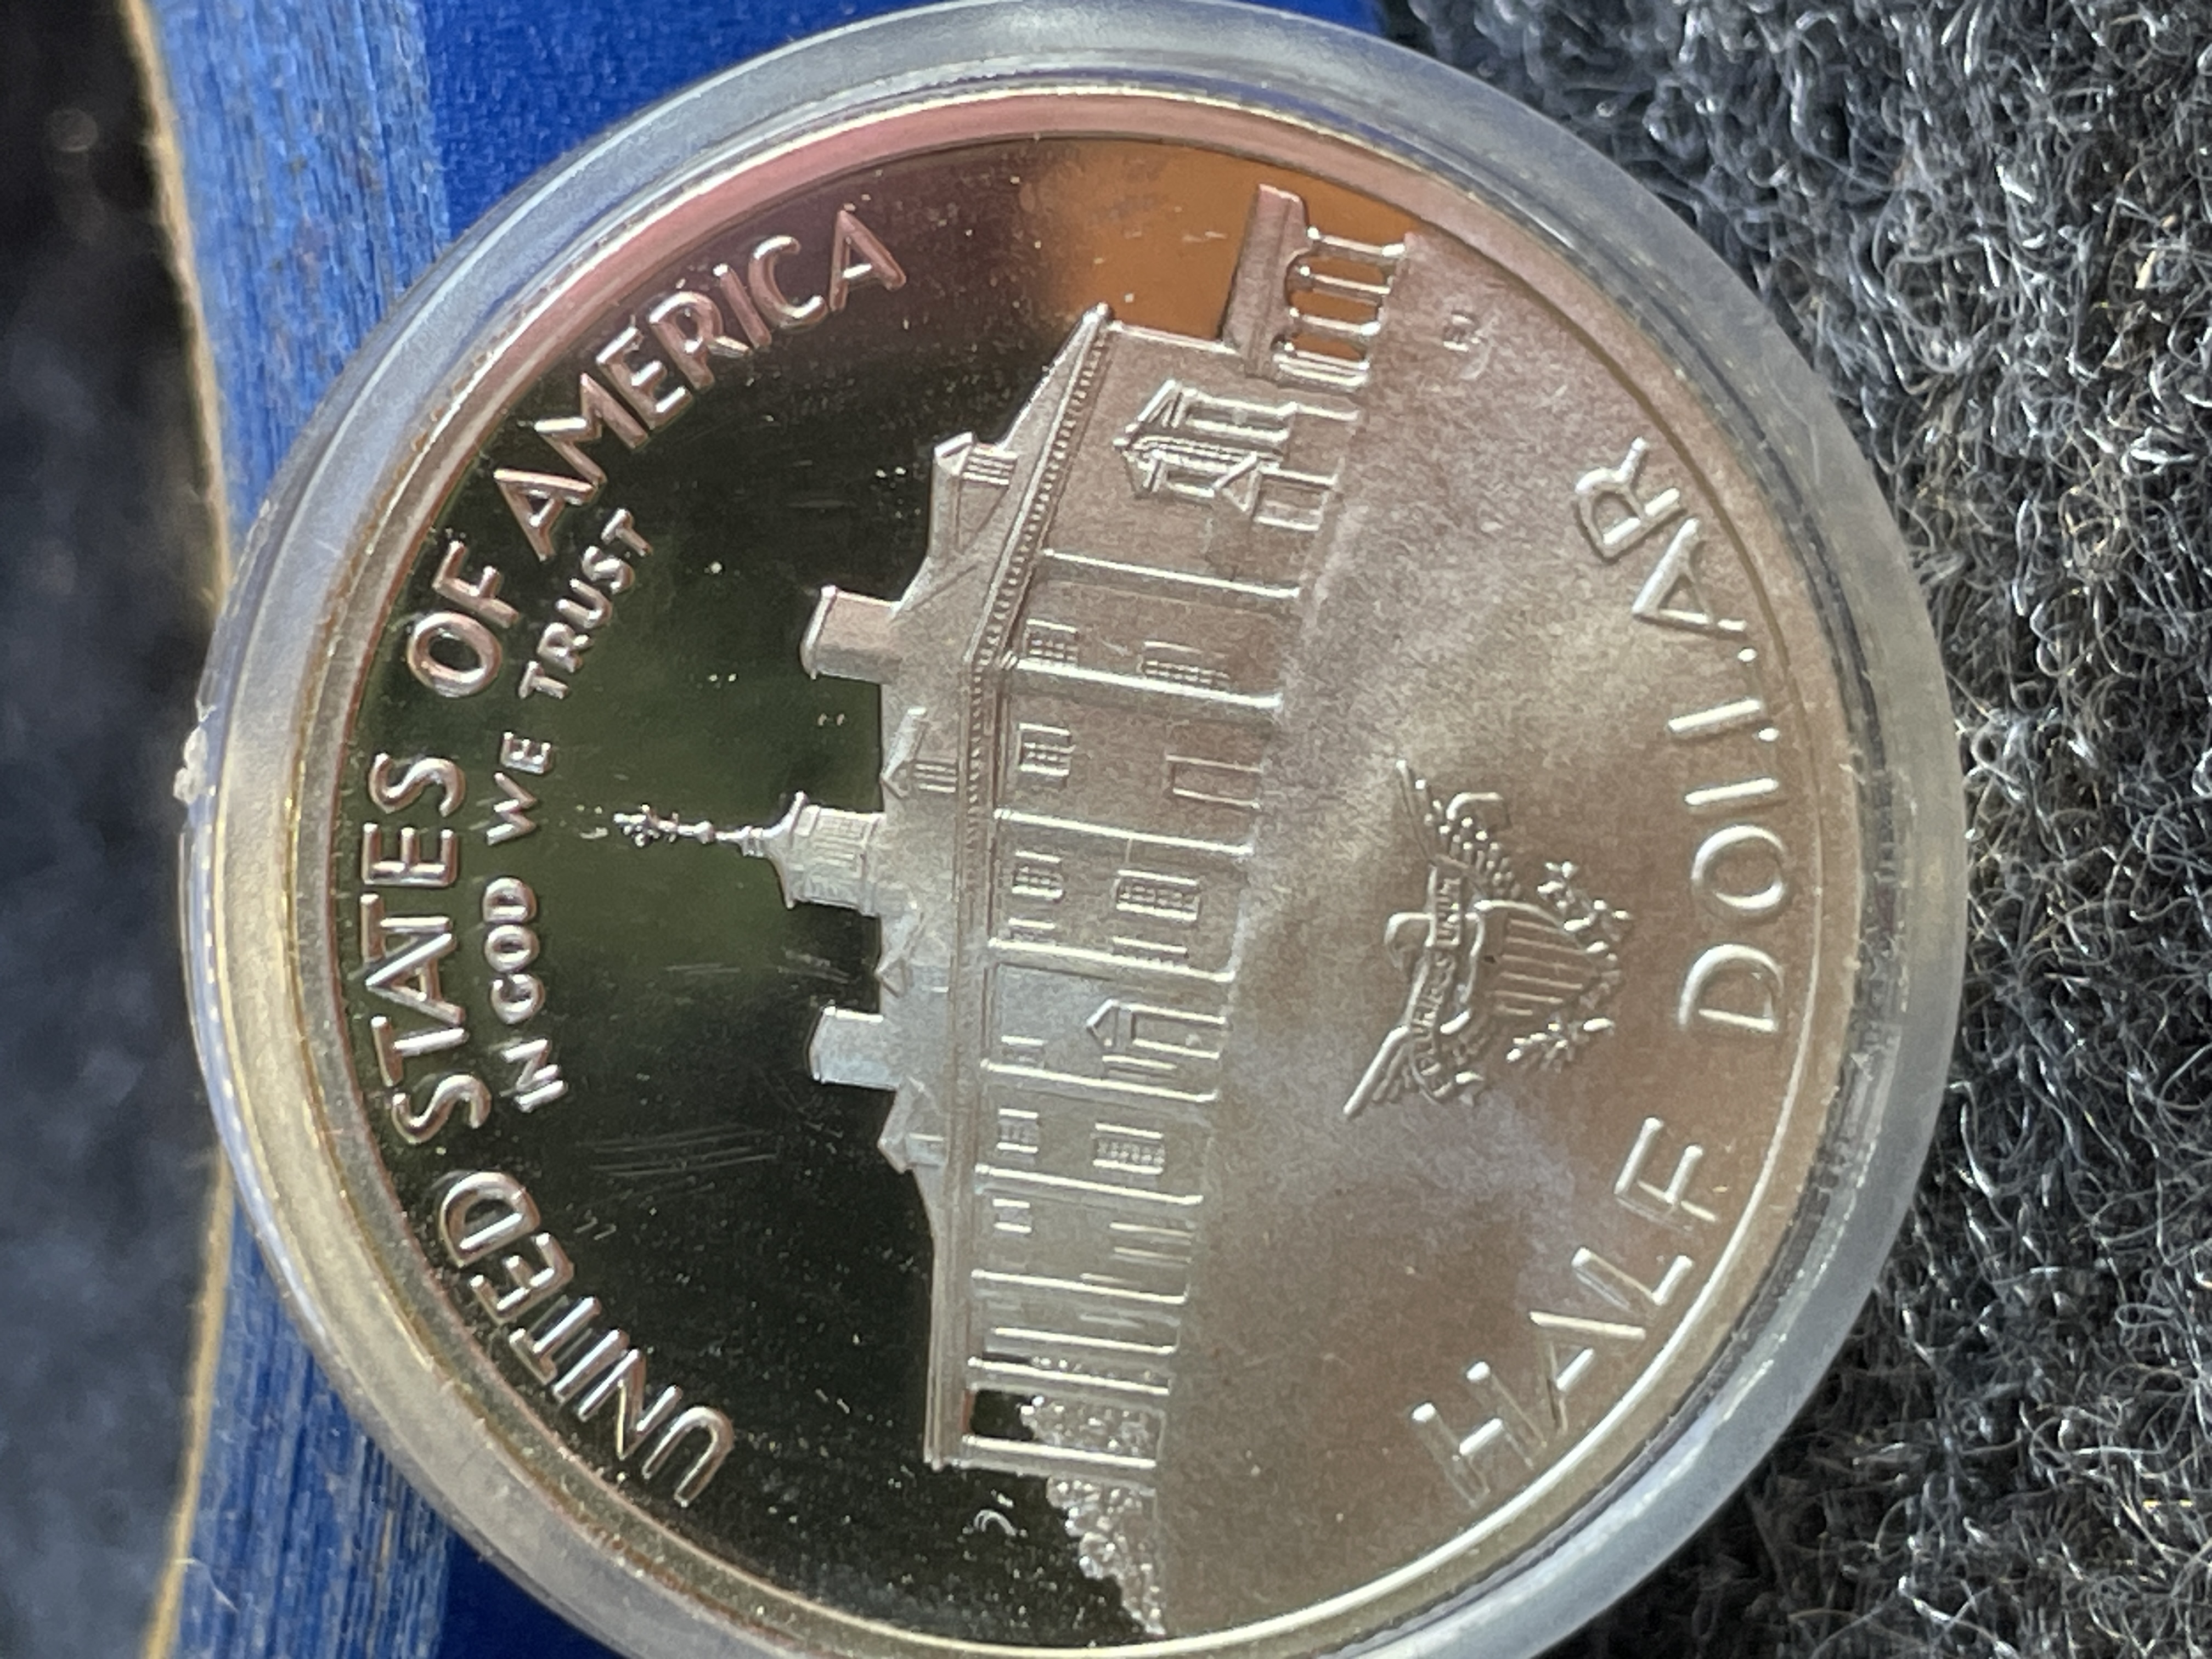 UNITED STATES OF AMERICA
IN GOD WE TRUST
HALF DOLLAR